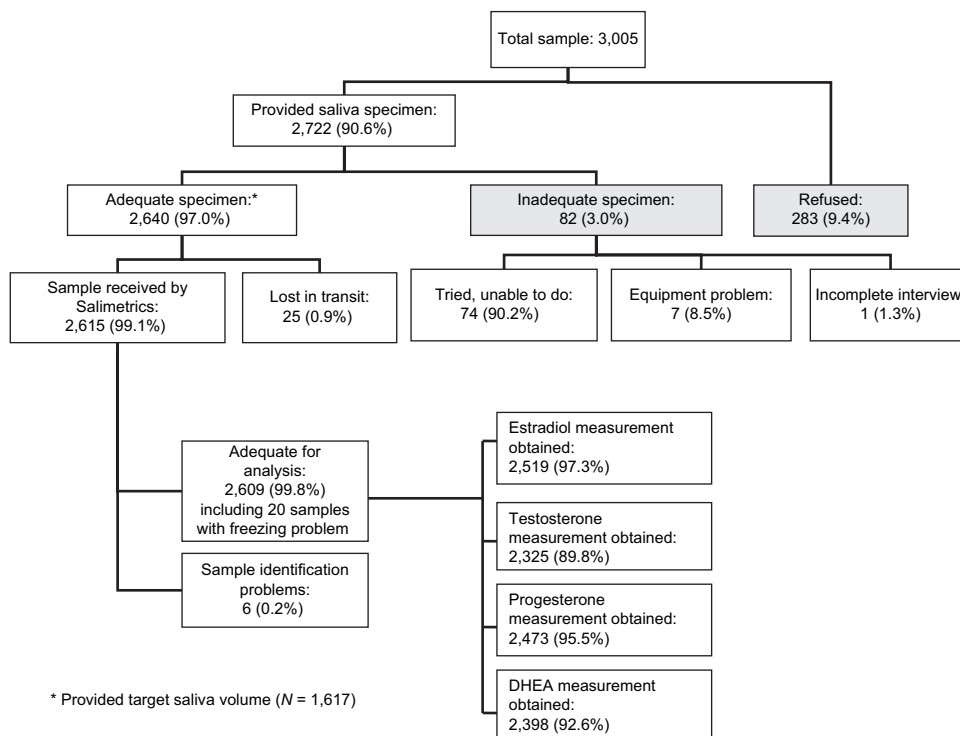 Total sample: 3,005
Provided saliva specimen:
2,722 (90.6%)
Adequate specimen:*
2,640 (97.0%)
Inadequate specimen:
82 (3.0%)
Refused:
283 (9.4%)
Sample received by
Salimetrics:
2,615 (99.1%)
Lost in transit:
25 (0.9%)
Tried, unable to do:
74 (90.2%)
Equipment problem:
7 (8.5%)
Incomplete interview
1 (1.3%)
Adequate for
analysis:
2,609 (99.8%)
including 20 samples
with freezing problem
Sample identification
problems:
6 (0.2%)
Estradiol measurement
obtained:
2,519 (97.3%)
Testosterone
measurement obtained:
2,325 (89.8%)
Progesterone
measurement obtained:
2,473 (95.5%)
DHEA measurement
obtained:
2,398 (92.6%)
* Provided target saliva volume (N = 1,617)